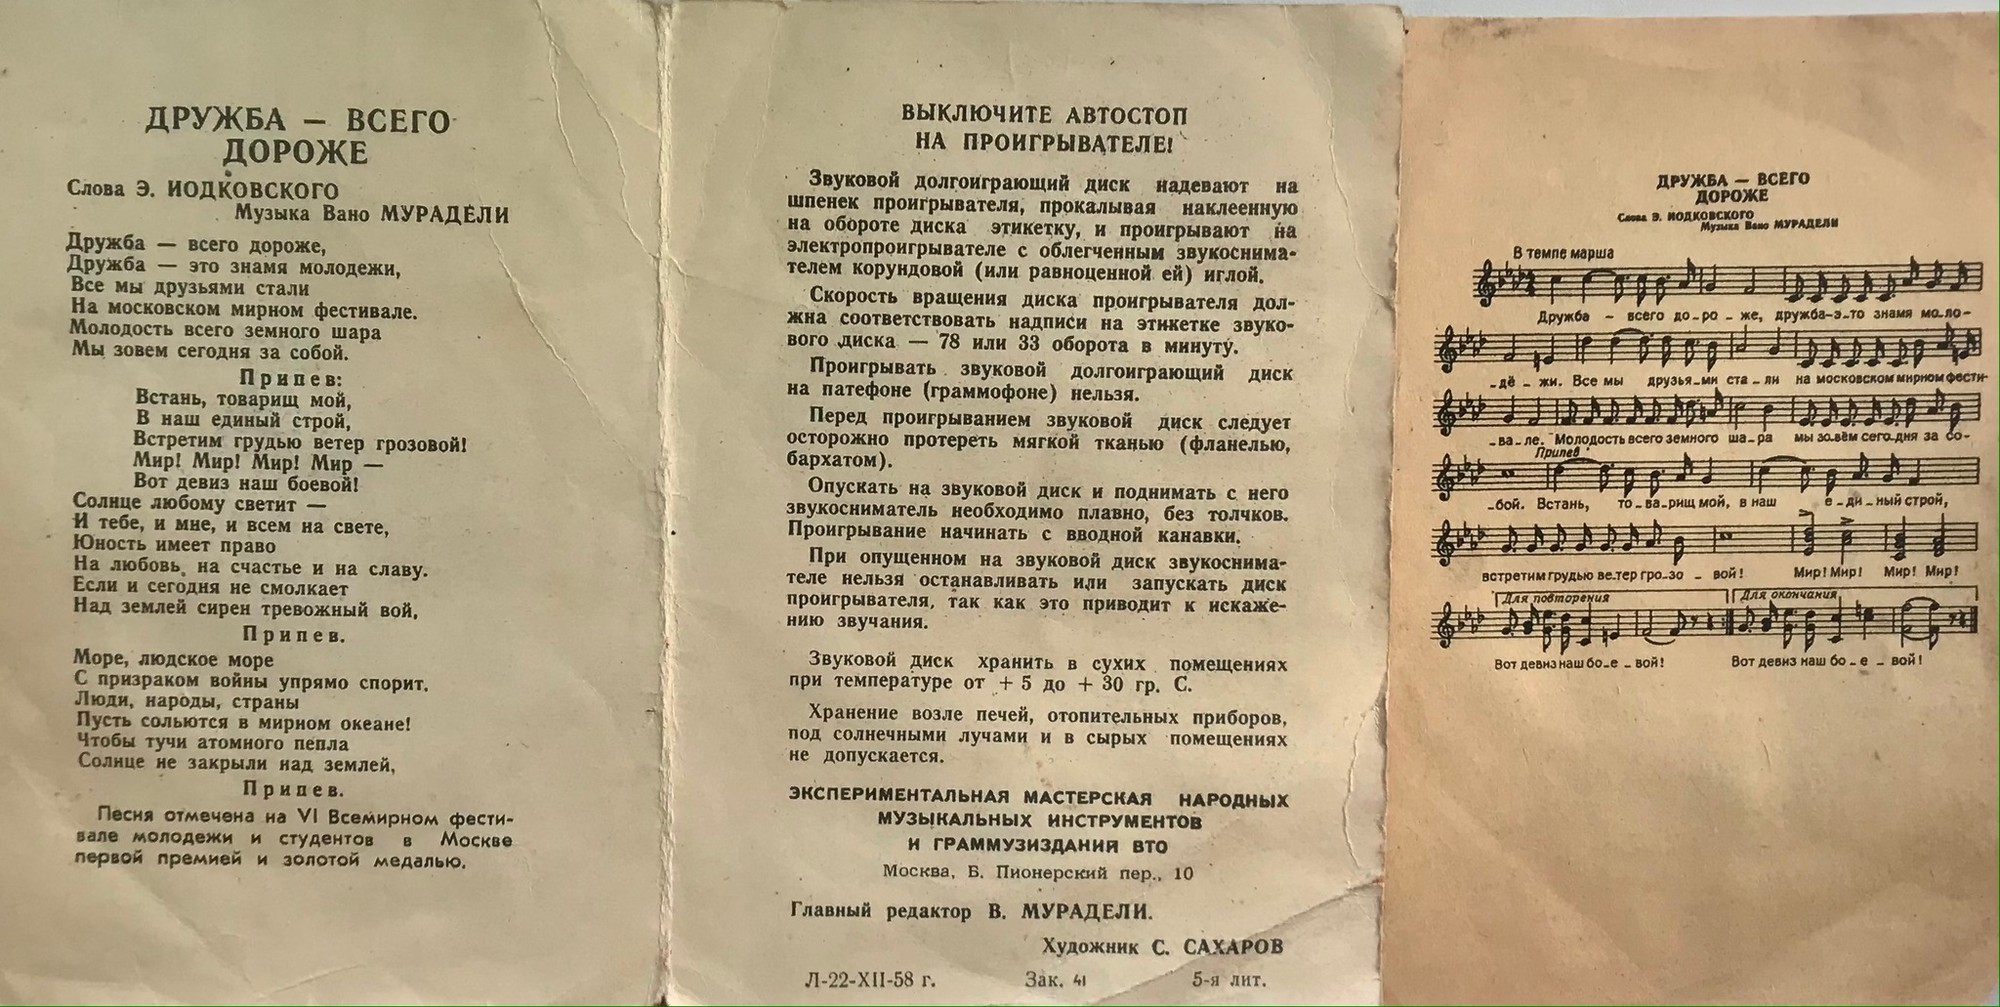 ДРУЖБА — ВСЕГО
ДОРОЖЕ
Слова Э. ИОДКОВСКОГО
Музыка Вано МУРАДЕЛИ
Дружба — всего дороже,
Дружба — это знамя молодежи,
Все мы друзьями стали
На московском мирном фестивале.
Молодость всего земного шара
Мы зовем сегодня за собой.
Припев:
Встань, товарищ мой,
В наш единый строй,
Встретим грудью ветер грозовой!
Мир! Мир! Мир! Мир —
Вот девиз наш боевой!
Солнце любому светит —
И тебе, и мне, и всем на свете,
Юность имеет право
На любовь, на счастье и на славу.
Если и сегодня не смолкает
Над землей сирен тревожный вой,
Припев.
Море, людское море
С призраком войны упрямо спорит.
Люди, народы, страны
Пусть сольются в мирном океане!
Чтобы тучи атомного пепла
Солнце не закрыли над землей,
Припев.
Песня отмечена на VI Всемирном фести-
вале молодежи и студентов в Москве
первой премией и золотой медалью.
ВЫКЛЮЧИТЕ АВТОСТОП
НА ПРОИГРЫВАТЕЛЕ!
Звуковой долгоиграющий диск надевают на
шпенек проигрывателя, прокалывая наклеенную
на обороте диска этикетку, и проигрывают на
электропроигрывателе с облегченным звукоснима-
телем корундовой (или равноценной ей) иглой.
Скорость вращения диска проигрывателя дол-
жна соответствовать надписи на этикетке звуко-
вого диска — 78 или 33 оборота в минуту.
Проигрывать звуковой долгоиграющий диск
на патефоне (граммофоне) нельзя.
Перед проигрыванием звуковой диск следует
осторожно протереть мягкой тканью (фланелью,
бархатом).
Опускать на звуковой диск и поднимать с него
звукосниматель необходимо плавно, без толчков.
Проигрывание начинать с вводной канавки.
При опущенном на звуковой диск звукоснима-
теле нельзя останавливать или запускать диск
проигрывателя, так как это приводит к искаже-
нию звучания.
Звуковой диск хранить в сухих помещениях
при температуре от + 5 до + 30 гр. С.
Хранение возле печей, отопительных приборов,
под солнечными лучами и в сырых помещениях
не допускается.
ЭКСПЕРИМЕНТАЛЬНАЯ МАСТЕРСКАЯ НАРОДНЫХ
МУЗЫКАЛЬНЫХ ИНСТРУМЕНТОВ
И ГРАММУЗИЗДАНИЯ ВТО
Москва, Б. Пионерский пер., 10
Главный редактор В. МУРАДЕЛИ.
Художник С. САХАРОВ
Л-22-XII-58 г. Зак. 41 5-я лит.
ДРУЖБА — ВСЕГО
ДОРОЖЕ
Слова Э. ИОДКОВСКОГО
Музыка Вано МУРАДЕЛИ
В темпе марша
Дружба - всего до-ро-же, дружба-э-то знамя мо-ло-
-дё-жи. Все мы друзья-ми ста-ли на московском мирном фести-
-ва-ле. Молодость всего земного ша-ра мы зо-вём сего-дня за со-
Припев
-бой. Встань, то-ва-рищ мой, в наш е-ди-ный строй,
встретим грудью ве-тер гро-зо-вой! Мир! Мир! Мир! Мир!
Для повторения Для окончания
Вот девиз наш бо-е-вой! Вот девиз наш бо-е-вой!